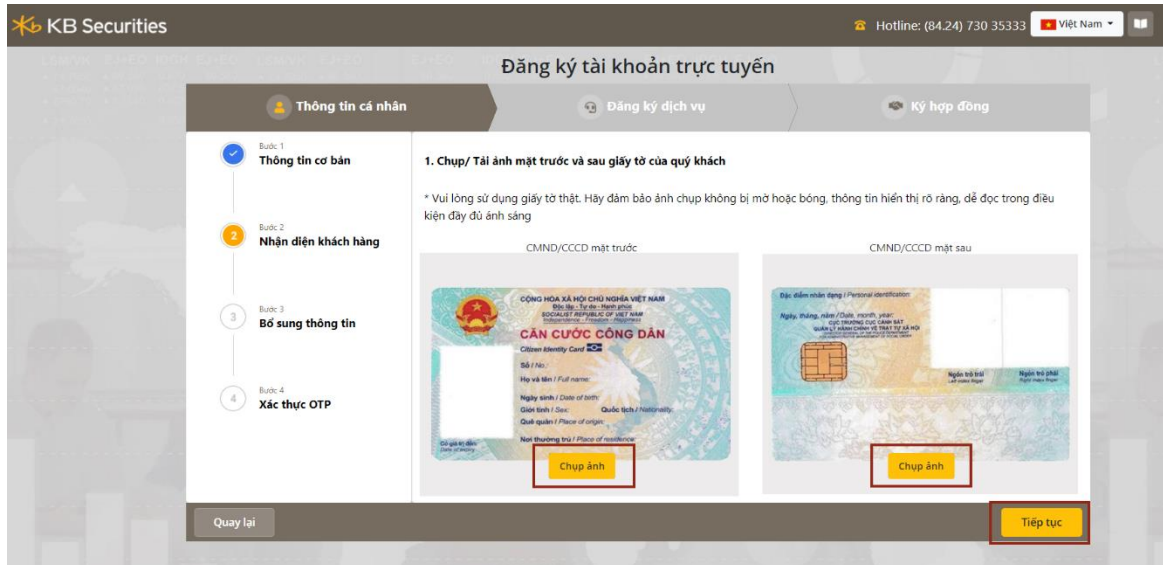 KB Securities
Hotline: (84.24) 730 35333
Việt Nam
Đăng ký tài khoản trực tuyến
Thông tin cá nhân
Đăng ký dịch vụ
Ký hợp đồng
Bước 1
Thông tin cơ bản
Bước 2
2
Nhận diện khách hàng
Bước 3
3
Bổ sung thông tin
Bước 4
4
Xác thực OTP
1. Chụp/ Tải ảnh mặt trước và sau giấy tờ của quý khách
* Vui lòng sử dụng giấy tờ thật. Hãy đảm bảo ảnh chụp không bị mờ hoặc bóng, thông tin hiển thị rõ ràng, dễ đọc trong điều
kiện đầy đủ ánh sáng
CMND/CCCD mặt trước
CỘNG HÒA XÃ HỘI CHỦ NGHĨA VIỆT NAM
Độc lập - Tự do - Hạnh phúc
SOCIALIST REPUBLIC OF VIET NAM
Independence - Freedom - Happiness
CĂN CƯỚC CÔNG DÂN
Citizen Identity Card
Số / No.:
Họ và tên / Full name:
Ngày sinh / Date of birth:
Giới tính / Sex: Quốc tịch / Nationality:
Quê quán / Place of origin:
Nơi thường trú / Place of residence:
Có giá trị đến:
Date of expiry
Chụp ảnh
CMND/CCCD mặt sau
Đặc điểm nhân dạng / Personal identification:
Ngày, tháng, năm / Date, month, year:
CỤC TRƯỞNG CỤC CẢNH SÁT
QUẢN LÝ HÀNH CHÍNH VỀ TRẬT TỰ XÃ HỘI
Ngón trỏ trái
Left index finger
Ngón trỏ phải
Right index finger
Chụp ảnh
Quay lại
Tiếp tục